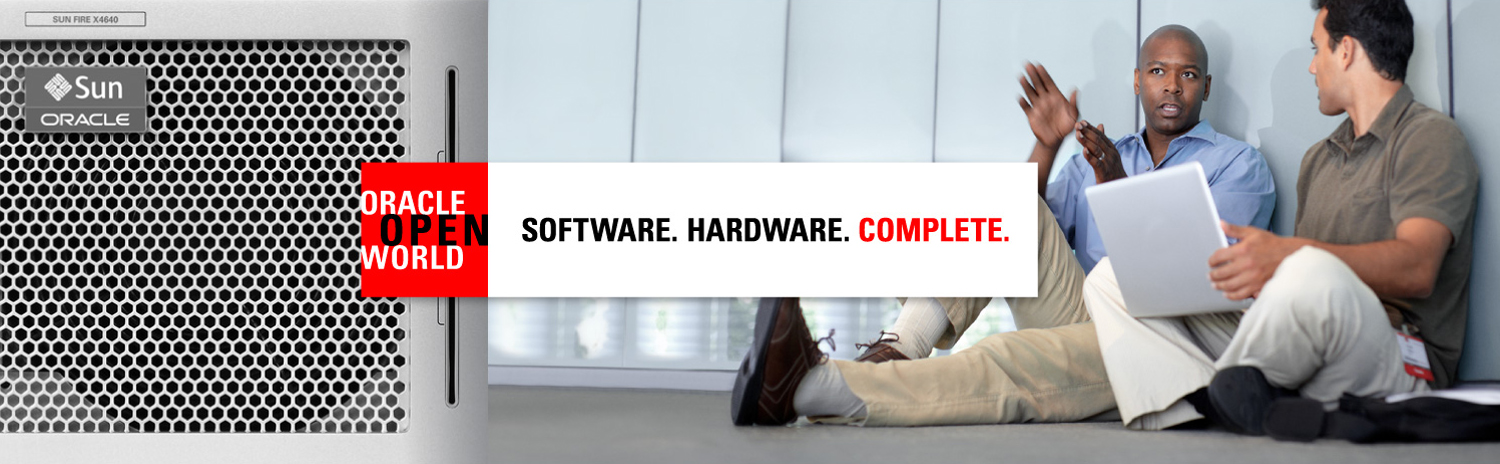 SUN FIRE X4640
Sun
ORACLE
ORACLE
OPEN
WORLD
SOFTWARE. HARDWARE. COMPLETE.